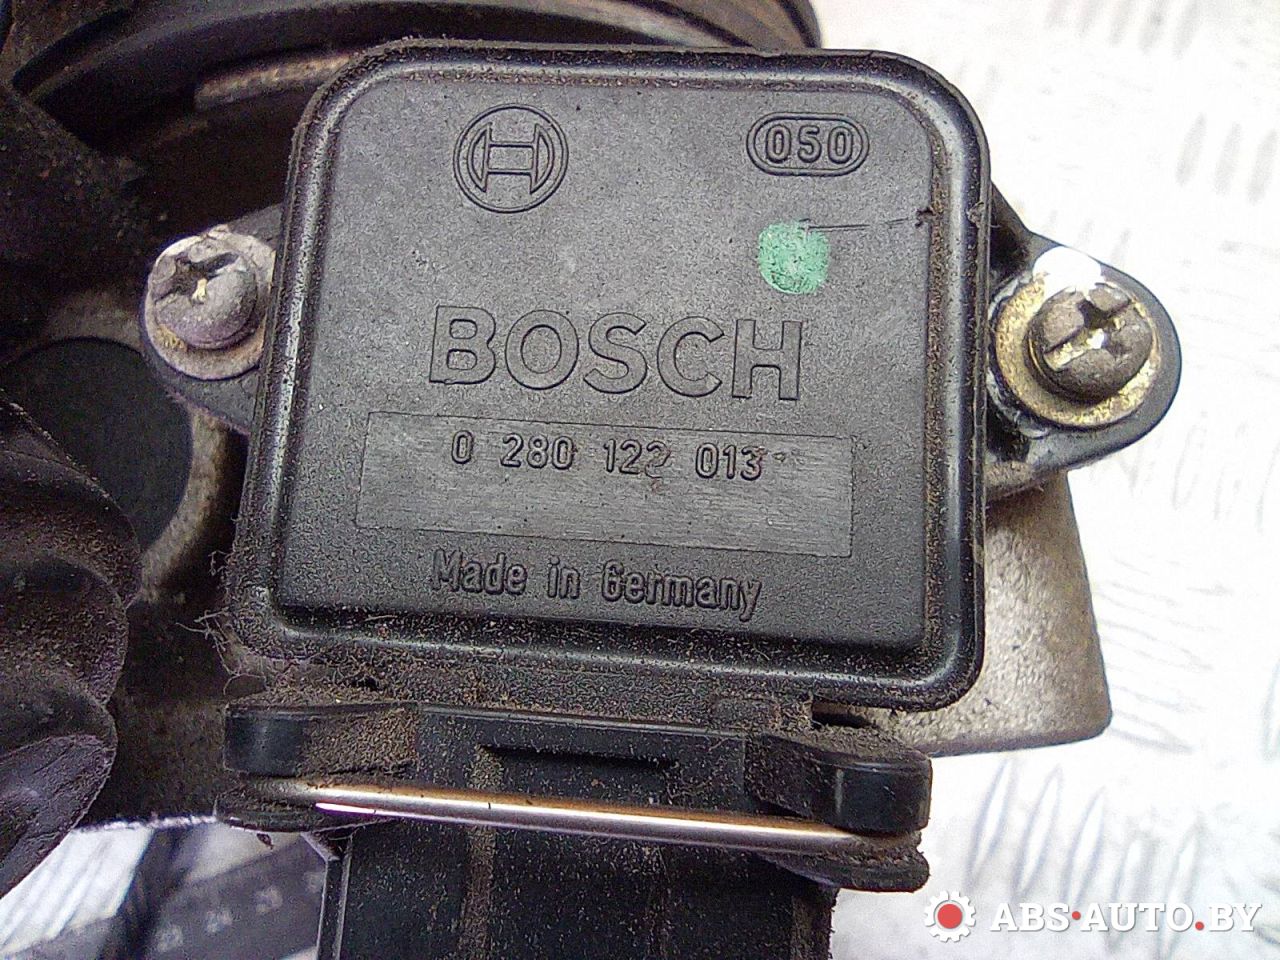 050
BOSCH
0 280 122 013
Made in Germany
ABS-AUTO.BY